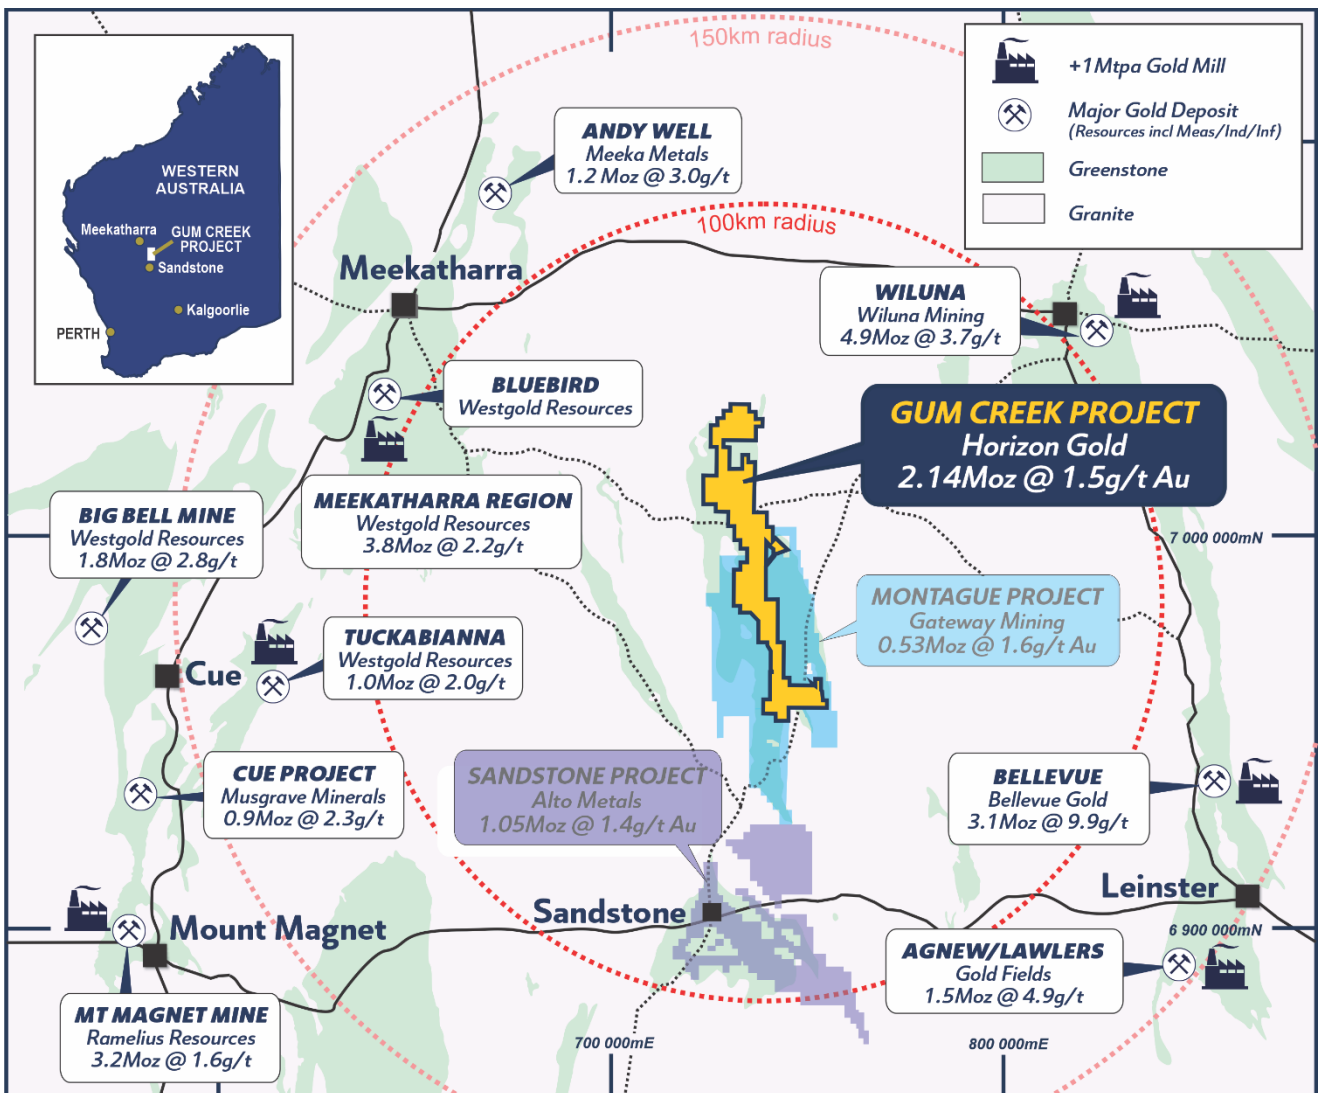 150km radius
+1Mtpa Gold Mill
Major Gold Deposit
(Resources incl Meas/Ind/Inf)
Greenstone
Granite
WESTERN
AUSTRALIA
Meekatharra
GUM CREEK
PROJECT
Sandstone
Kalgoorlie
PERTH
ANDY WELL
Meeka Metals
1.2 Moz @ 3.0g/t
100km radius
Meekatharra
WILUNA
Wiluna Mining
4.9Moz @ 3.7g/t
BLUEBIRD
Westgold Resources
GUM CREEK PROJECT
Horizon Gold
2.14Moz @ 1.5g/t Au
MEEKATHARRA REGION
Westgold Resources
3.8Moz @ 2.2g/t
BIG BELL MINE
Westgold Resources
1.8Moz @ 2.8g/t
7 000 000mN
MONTAGUE PROJECT
Gateway Mining
0.53Moz @ 1.6g/t Au
TUCKABIANNA
Westgold Resources
1.0Moz @ 2.0g/t
Cue
CUE PROJECT
Musgrave Minerals
0.9Moz @ 2.3g/t
SANDSTONE PROJECT
Alto Metals
1.05Moz @ 1.4g/t Au
BELLEVUE
Bellevue Gold
3.1Moz @ 9.9g/t
Leinster
Sandstone
Mount Magnet
6 900 000mN
AGNEW/LAWLERS
Gold Fields
1.5Moz @ 4.9g/t
MT MAGNET MINE
Ramelius Resources
3.2Moz @ 1.6g/t
700 000mE
800 000mE